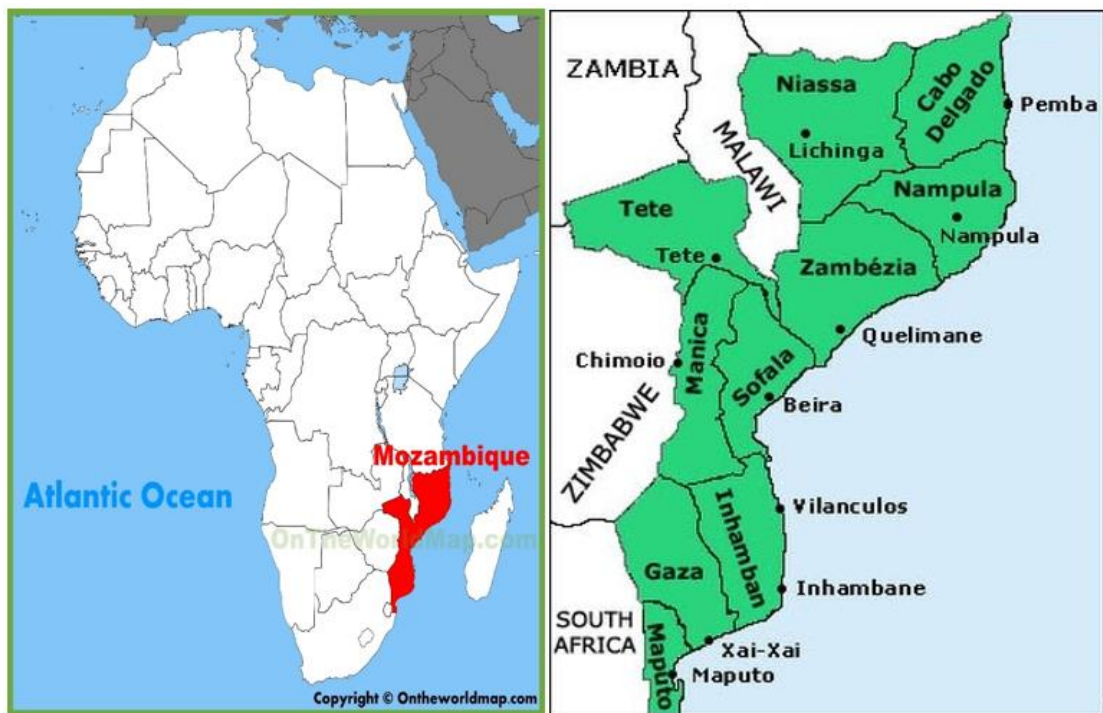 Mozambique
Atlantic Ocean
OnTheWorldMap.com
Copyright © Ontheworldmap.com
ZAMBIA
Niassa
Cabo
Delgado
Pemba
Lichinga
MALAWI
Nampula
Nampula
Tete
Tete
Zambézia
Quelimane
Manica
Chimoio
Sofala
Beira
ZIMBABWE
Vilanculos
Inhamban
Gaza
Inhambane
SOUTH
AFRICA
Xai-Xai
Maputo
Maputo